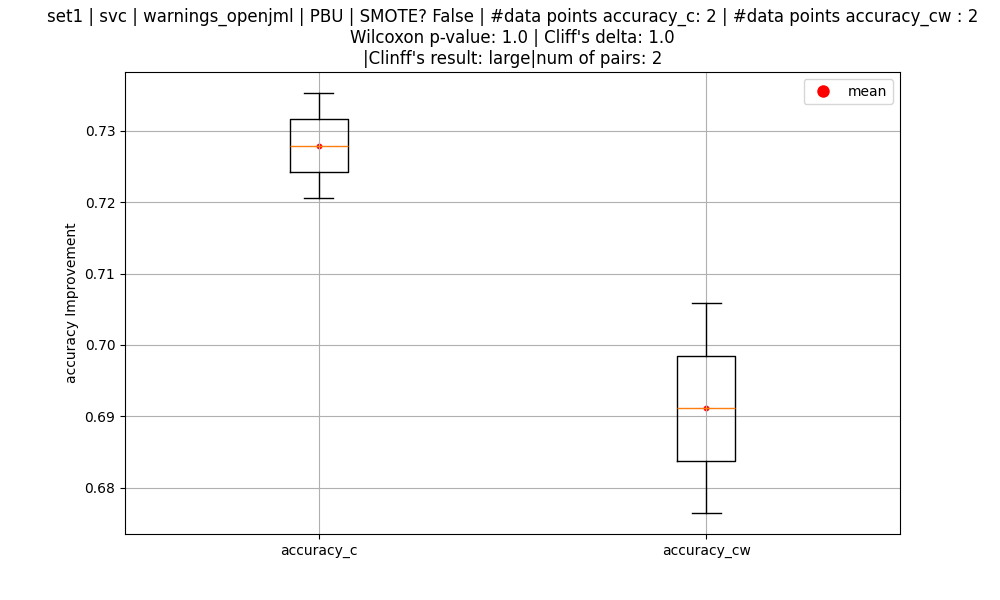 set1 | svc | warnings_openjml | PBU | SMOTE? False | #data points accuracy_c: 2 | #data points accuracy_cw : 2
Wilcoxon p-value: 1.0 | Cliff's delta: 1.0
|Clinff's result: large|num of pairs: 2
mean
0.73
0.72
0.71
0.70
0.69
0.68
accuracy Improvement
accuracy_c
accuracy_cw